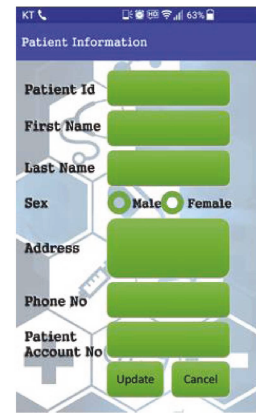 KT 63%
Patient Information
Patient Id
First Name
Last Name
Sex Male Female
Address
Phone No
Patient
Account No
Update Cancel